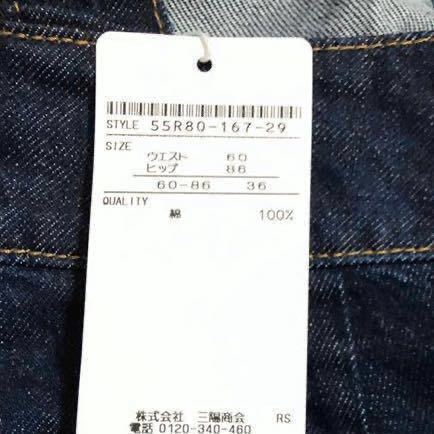 STYLE 55R80-167-29
SIZE
ウエスト 60
ヒップ 86
60-86 36
QUALITY
綿 100%
株式会社 三陽商会 RS
電話 0120-340-460